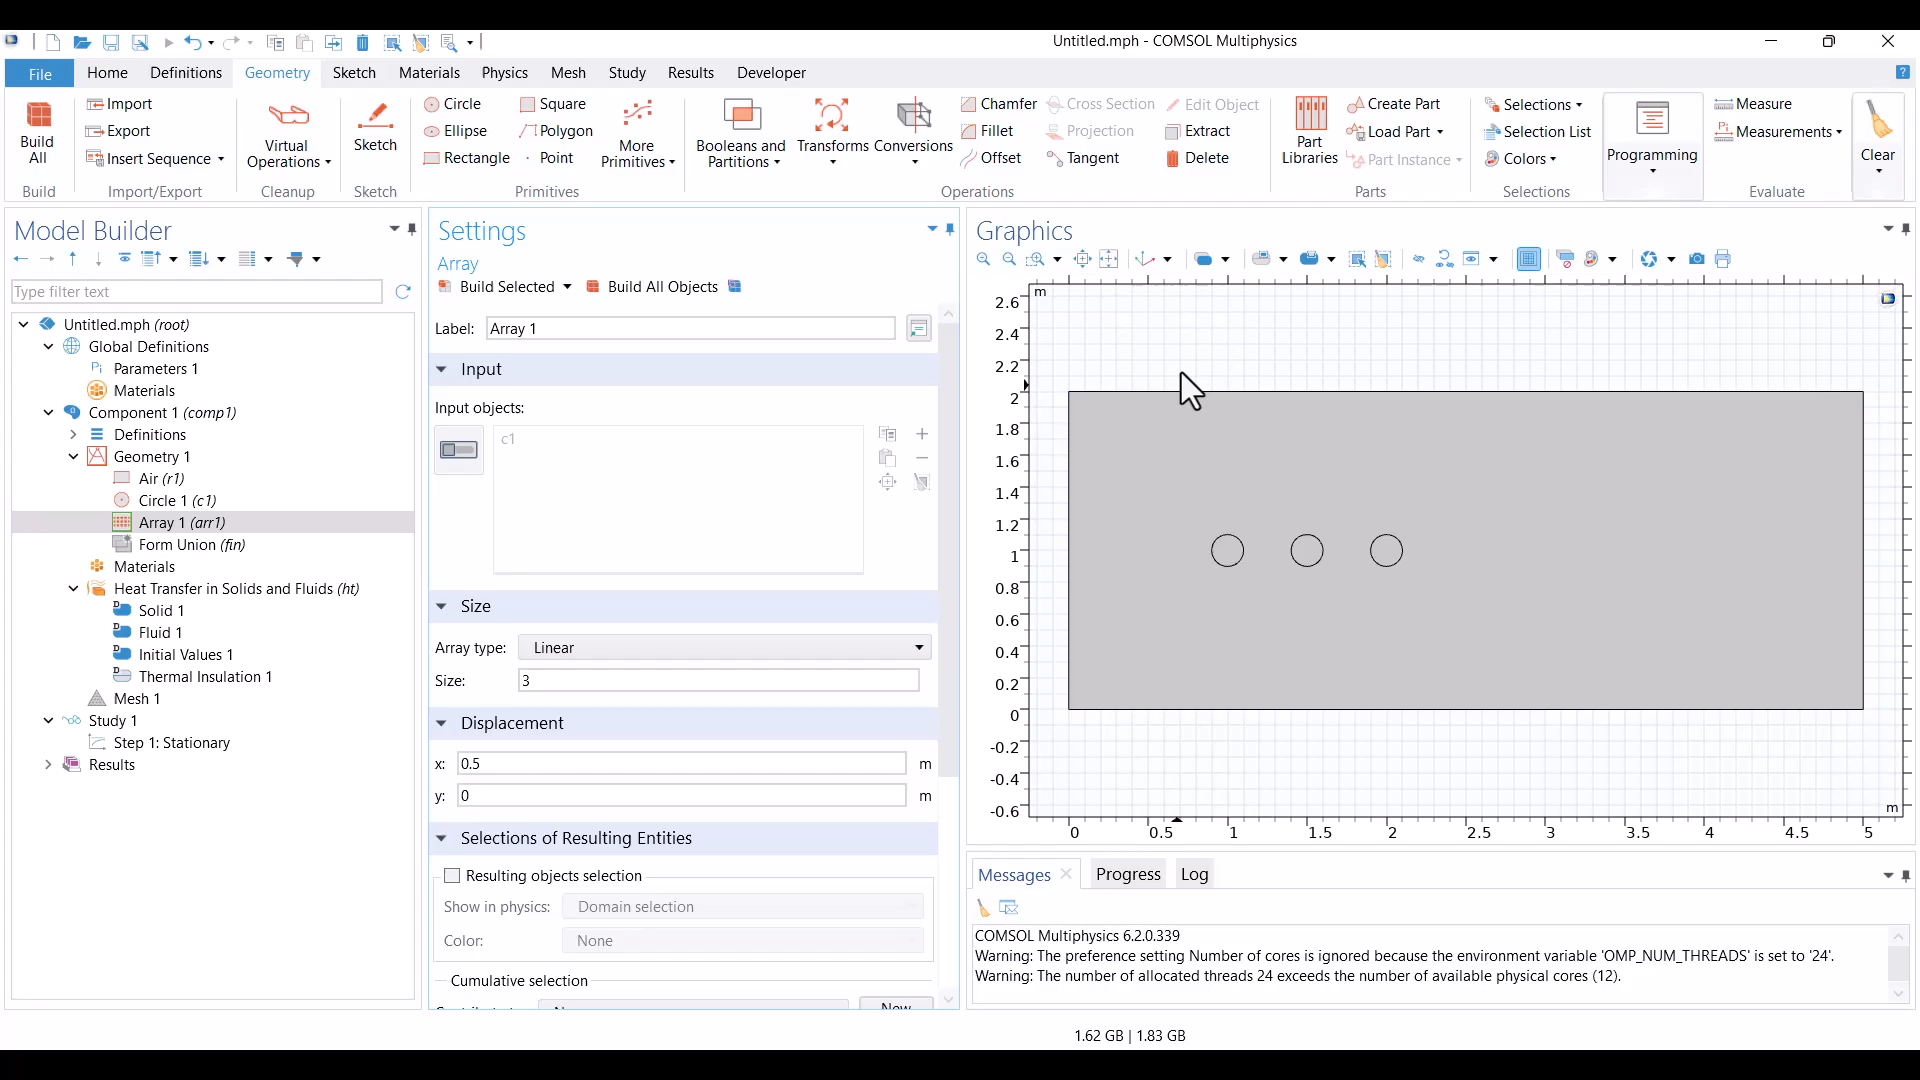 Untitled.mph - COMSOL Multiphysics
File Home Definitions Geometry Sketch Materials Physics Mesh Study Results Developer ?
Build All
Build
Import
Export
Insert Sequence
Import/Export
Virtual Operations
Cleanup
Sketch
Sketch
Circle Square
Ellipse Polygon
Rectangle Point
More Primitives
Primitives
Booleans and Partitions
Transforms
Conversions
Chamfer Cross Section Edit Object
Fillet Projection Extract
Offset Tangent Delete
Operations
Part Libraries
Create Part
Load Part
Part Instance
Parts
Selections
Selection List
Colors
Selections
Programming
Measure
Measurements
Evaluate
Clear
Model Builder
Type filter text
Untitled.mph (root)
Global Definitions
Pi Parameters 1
Materials
Component 1 (comp1)
Definitions
Geometry 1
Air (r1)
Circle 1 (c1)
Array 1 (arr1)
Form Union (fin)
Materials
Heat Transfer in Solids and Fluids (ht)
D Solid 1
D Fluid 1
D Initial Values 1
D Thermal Insulation 1
Mesh 1
Study 1
Step 1: Stationary
Results
Settings
Array
Build Selected Build All Objects
Label: Array 1
Input
Input objects:
c1
Size
Array type: Linear
Size: 3
Displacement
x: 0.5 m
y: 0 m
Selections of Resulting Entities
Resulting objects selection
Show in physics: Domain selection
Color: None
Cumulative selection
New
Graphics
m
2.6
2.4
2.2
2
1.8
1.6
1.4
1.2
1
0.8
0.6
0.4
0.2
0
-0.2
-0.4
-0.6
m
0 0.5 1 1.5 2 2.5 3 3.5 4 4.5 5
Messages Progress Log
COMSOL Multiphysics 6.2.0.339
Warning: The preference setting Number of cores is ignored because the environment variable 'OMP_NUM_THREADS' is set to '24'.
Warning: The number of allocated threads 24 exceeds the number of available physical cores (12).
1.62 GB | 1.83 GB